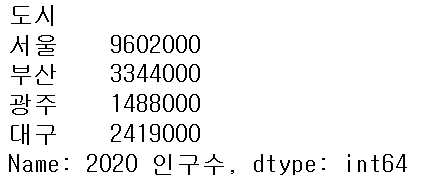 도시
서울    9602000
부산    3344000
광주    1488000
대구    2419000
Name: 2020 인구수, dtype: int64